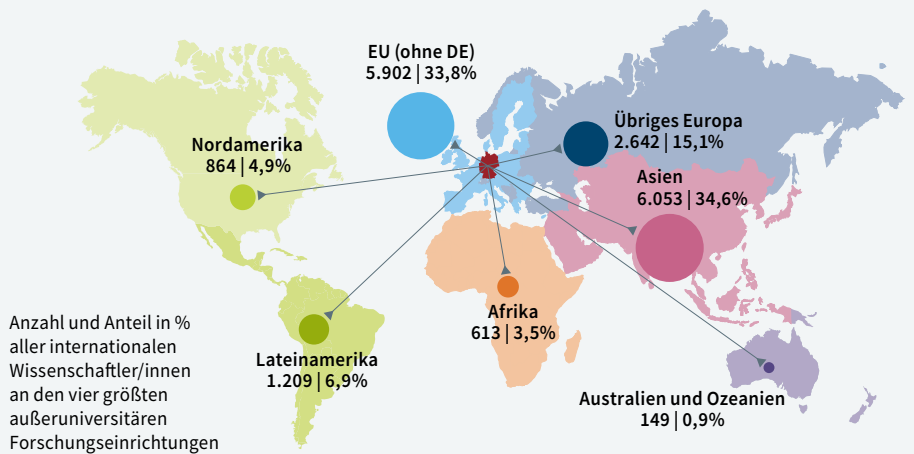 EU (ohne DE)
5.902 | 33,8%
Übriges Europa
2.642 | 15,1%
Nordamerika
864 | 4,9%
Asien
6.053 | 34,6%
Afrika
613 | 3,5%
Lateinamerika
1.209 | 6,9%
Australien und Ozeanien
149 | 0,9%
Anzahl und Anteil in %
aller internationalen
Wissenschaftler/innen
an den vier größten
außeruniversitären
Forschungseinrichtungen